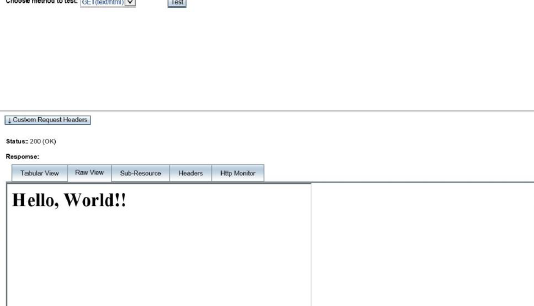 Choose method to test: GET(text/html) Test
↓ Custom Request Headers
Status: 200 (OK)
Response:
Tabular View Raw View Sub-Resource Headers Http Monitor
Hello, World!!